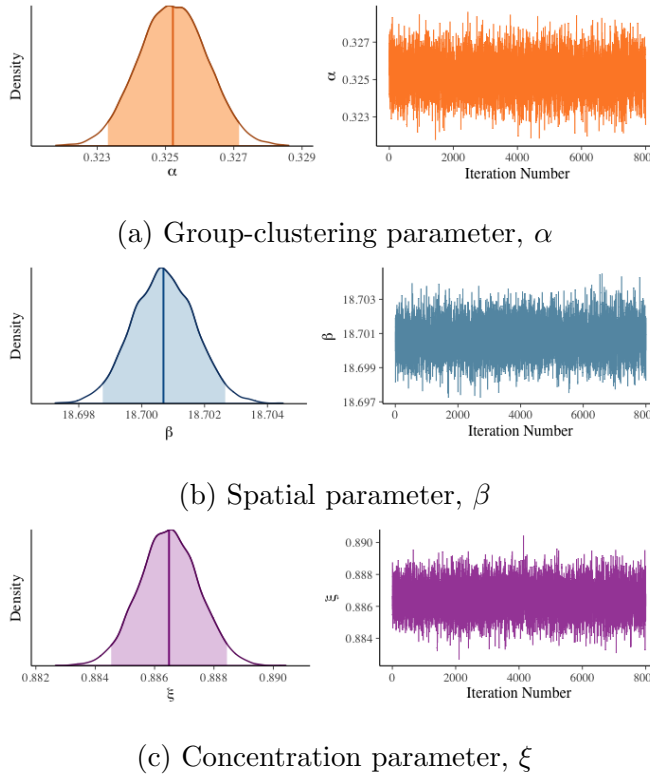 Density
0.323 0.325 0.327 0.329
α
0.327
0.325
0.323
α
0 2000 4000 6000 800
Iteration Number
(a) Group-clustering parameter, α
Density
18.698 18.700 18.702 18.704
β
18.703
18.701
18.699
18.697
β
0 2000 4000 6000 800
Iteration Number
(b) Spatial parameter, β
Density
0.882 0.884 0.886 0.888 0.890
ξ
0.890
0.888
0.886
0.884
ξ
0 2000 4000 6000 800
Iteration Number
(c) Concentration parameter, ξ